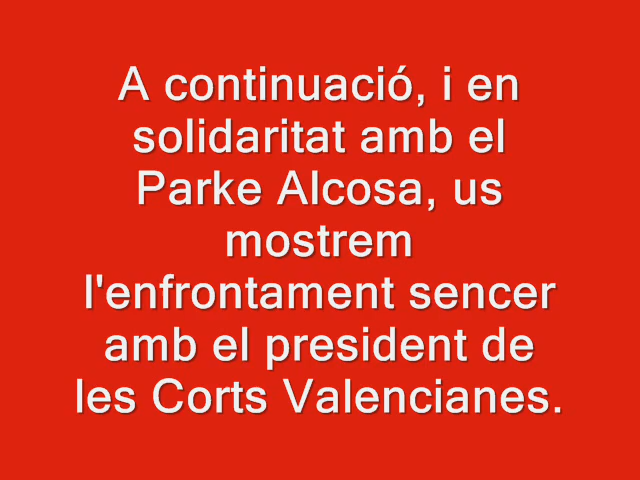 A continuació, i en
solidaritat amb el
Parke Alcosa, us
mostrem
l'enfrontament sencer
amb el president de
les Corts Valencianes.